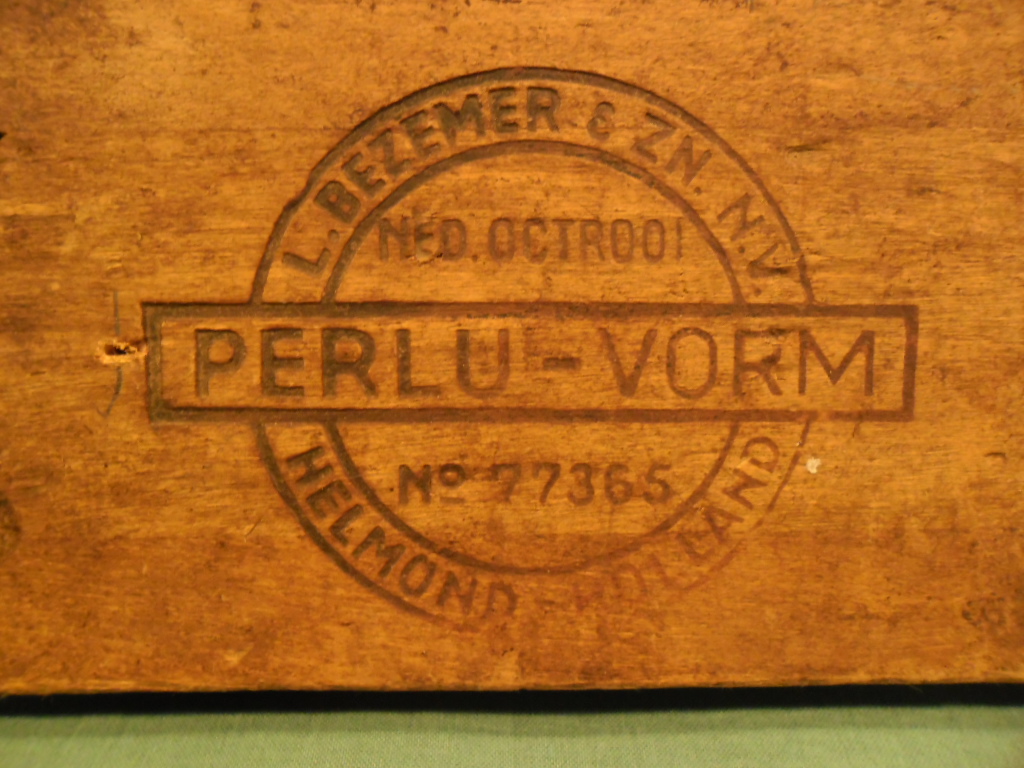 L. BEZEMER & ZN. N.V.
NED. OCTROOI
PERLU-VORM
No 77365
HELMOND - HOLLAND